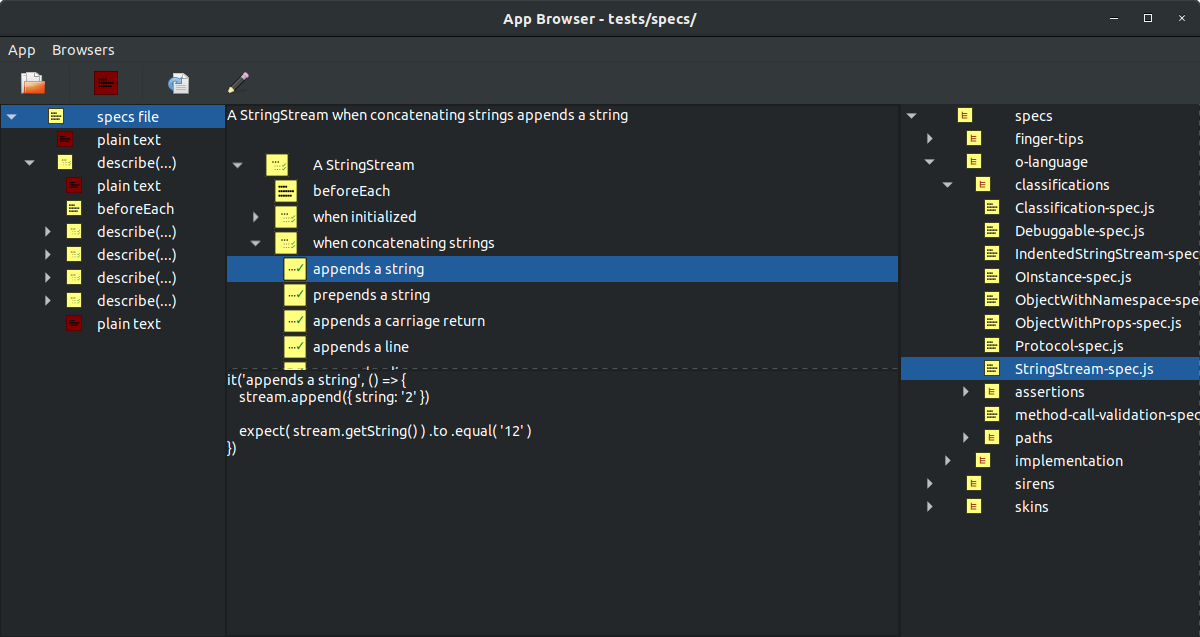 App Browser - tests/specs/
App Browsers
specs file
plain text
describe(...)
plain text
beforeEach
describe(...)
describe(...)
describe(...)
describe(...)
plain text
A StringStream when concatenating strings appends a string
A StringStream
beforeEach
when initialized
when concatenating strings
appends a string
prepends a string
appends a carriage return
appends a line
it('appends a string', () => {
stream.append({ string: '2' })
expect( stream.getString() ) .to .equal( '12' )
})
specs
finger-tips
o-language
classifications
Classification-spec.js
Debuggable-spec.js
IndentedStringStream-spec
OInstance-spec.js
ObjectWithNamespace-spe
ObjectWithProps-spec.js
Protocol-spec.js
StringStream-spec.js
assertions
method-call-validation-spec
paths
implementation
sirens
skins